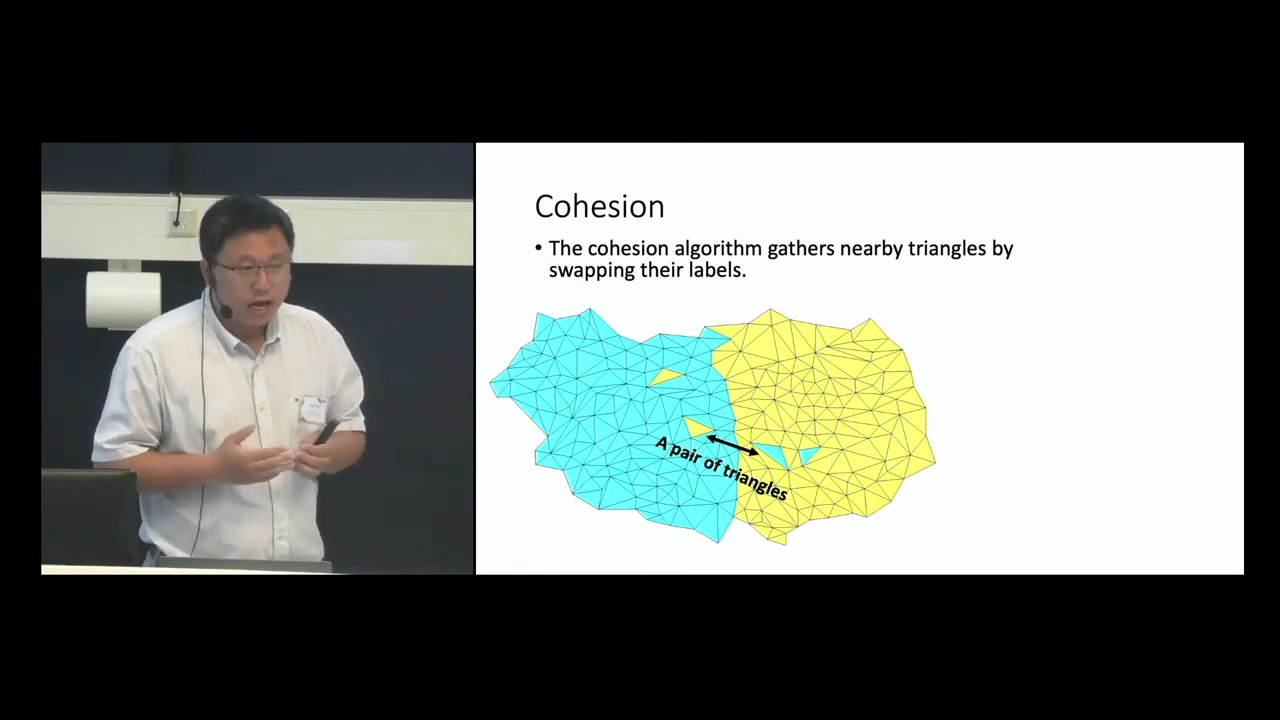 Cohesion
• The cohesion algorithm gathers nearby triangles by
swapping their labels.
A pair of triangles